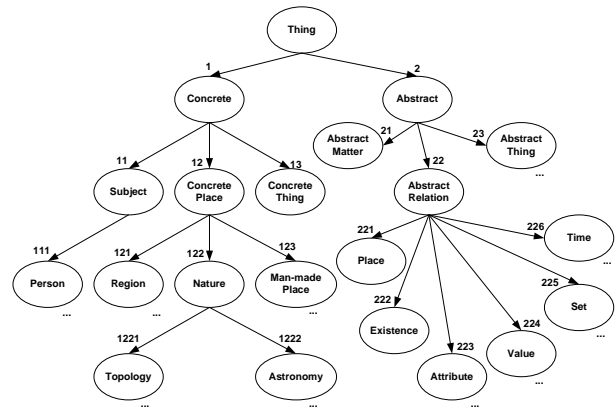 Thing
1
2
Concrete
Abstract
21
23
Abstract
Matter
Abstract
Thing
...
11
12
13
22
Subject
Concrete
Place
Concrete
Thing
Abstract
Relation
111
121
122
123
221
226
Person
...
Region
...
Nature
Man-made
Place
...
Place
Time
...
222
225
Existence
Set
...
1221
1222
223
224
Topology
...
Astronomy
...
Attribute
...
Value
...